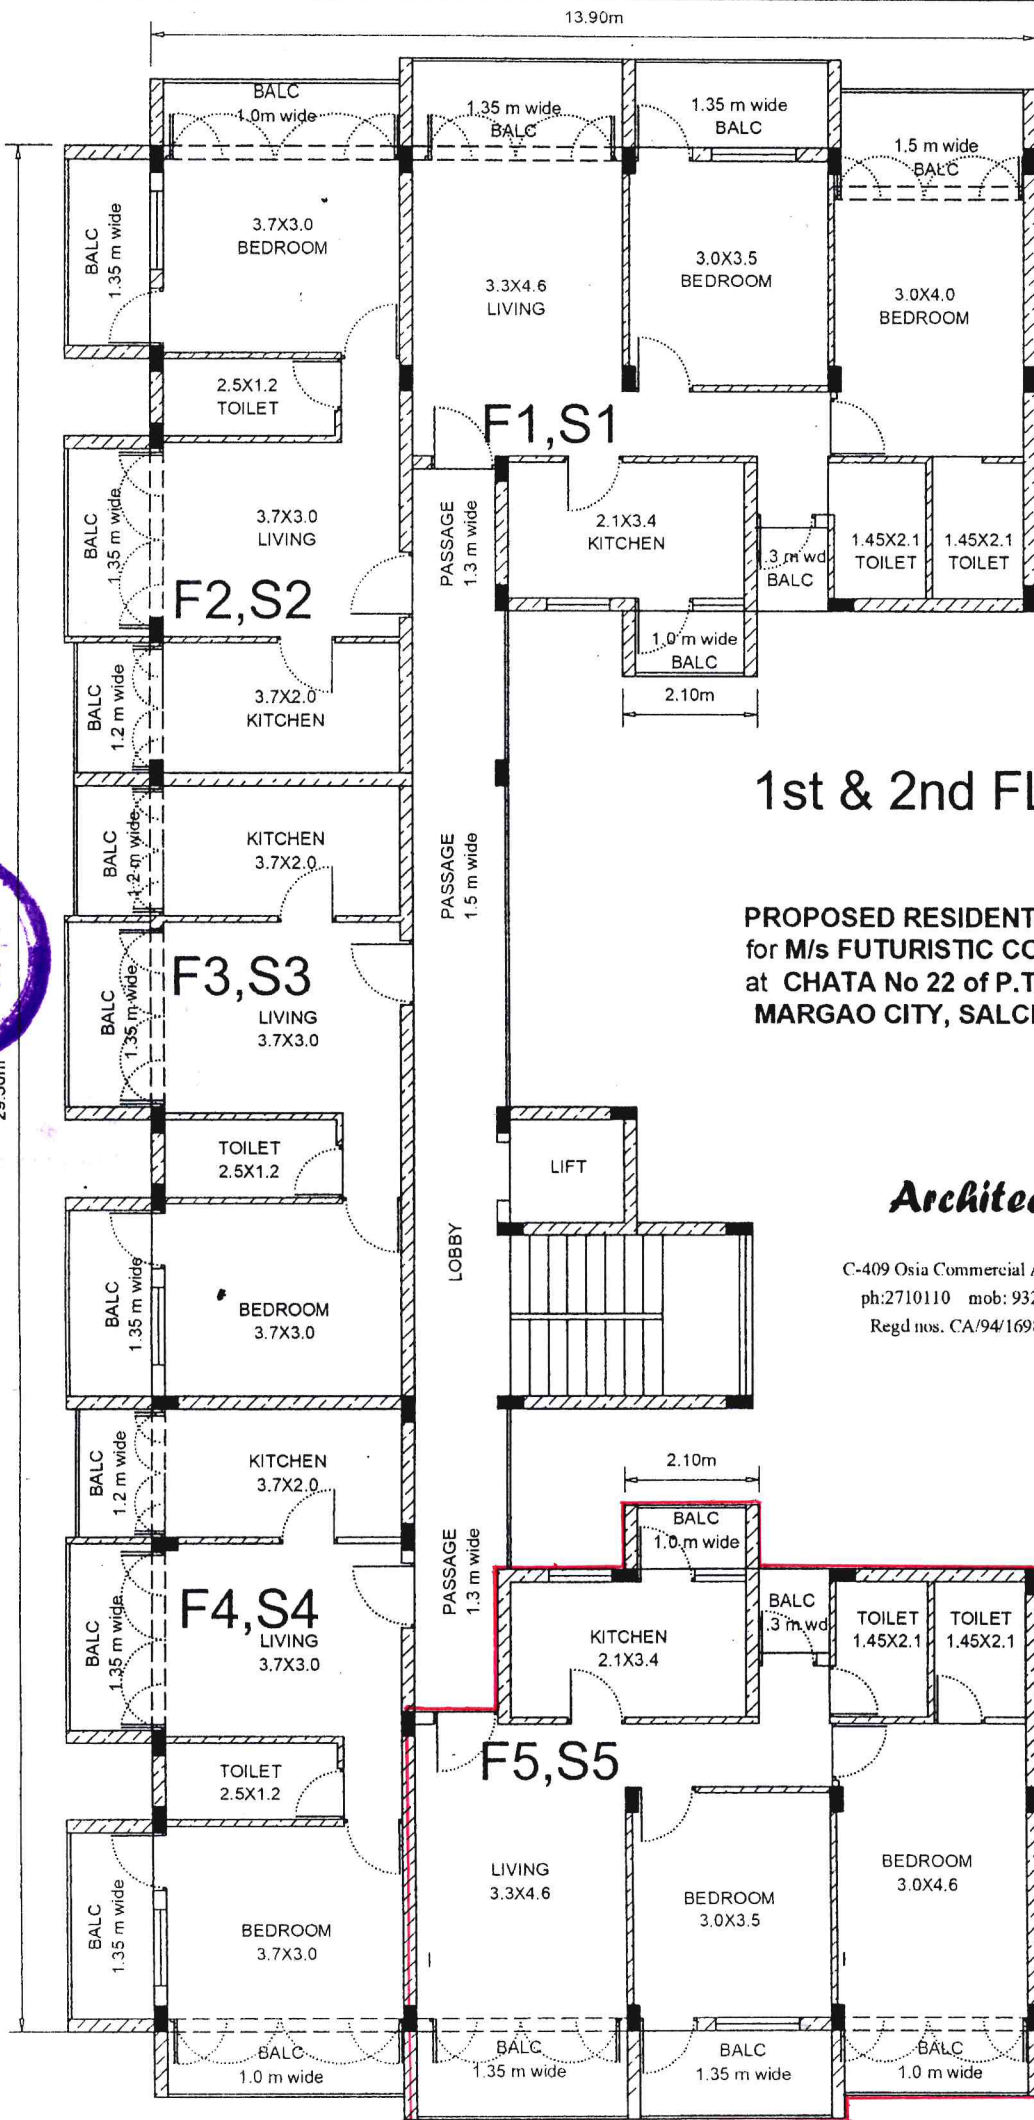 13.90m
BALC
1.0m wide
1.35 m wide
BALC
1.35 m wide
BALC
1.5 m wide
BALC
BALC
1.35 m wide
3.7X3.0
BEDROOM
3.3X4.6
LIVING
3.0X3.5
BEDROOM
3.0X4.0
BEDROOM
2.5X1.2
TOILET
F1,S1
BALC
1.35 m wide
3.7X3.0
LIVING
PASSAGE
1.3 m wide
2.1X3.4
KITCHEN
.3 m wd
BALC
1.45X2.1
TOILET
1.45X2.1
TOILET
F2,S2
1.0 m wide
BALC
2.10m
BALC
1.2 m wide
3.7X2.0
KITCHEN
1st & 2nd FL
BALC
1.2 m wide
KITCHEN
3.7X2.0
PASSAGE
1.5 m wide
PROPOSED RESIDENT
for M/s FUTURISTIC CO
at CHATA No 22 of P.T
MARGAO CITY, SALC
F3,S3
BALC
1.35 m wide
LIVING
3.7X3.0
TOILET
2.5X1.2
LIFT
Architec
LOBBY
C-409 Osia Commercial A
ph:2710110 mob: 932
Regd nos. CA/94/1698
BALC
1.35 m wide
BEDROOM
3.7X3.0
BALC
1.2 m wide
KITCHEN
3.7X2.0
2.10m
BALC
1.0 m wide
PASSAGE
1.3 m wide
F4,S4
BALC
1.35 m wide
LIVING
3.7X3.0
KITCHEN
2.1X3.4
BALC
.3 m wd
TOILET
1.45X2.1
TOILET
1.45X2.1
F5,S5
TOILET
2.5X1.2
BALC
1.35 m wide
BEDROOM
3.7X3.0
LIVING
3.3X4.6
BEDROOM
3.0X3.5
BEDROOM
3.0X4.6
BALC
1.0 m wide
BALC
1.35 m wide
BALC
1.35 m wide
BALC
1.0 m wide